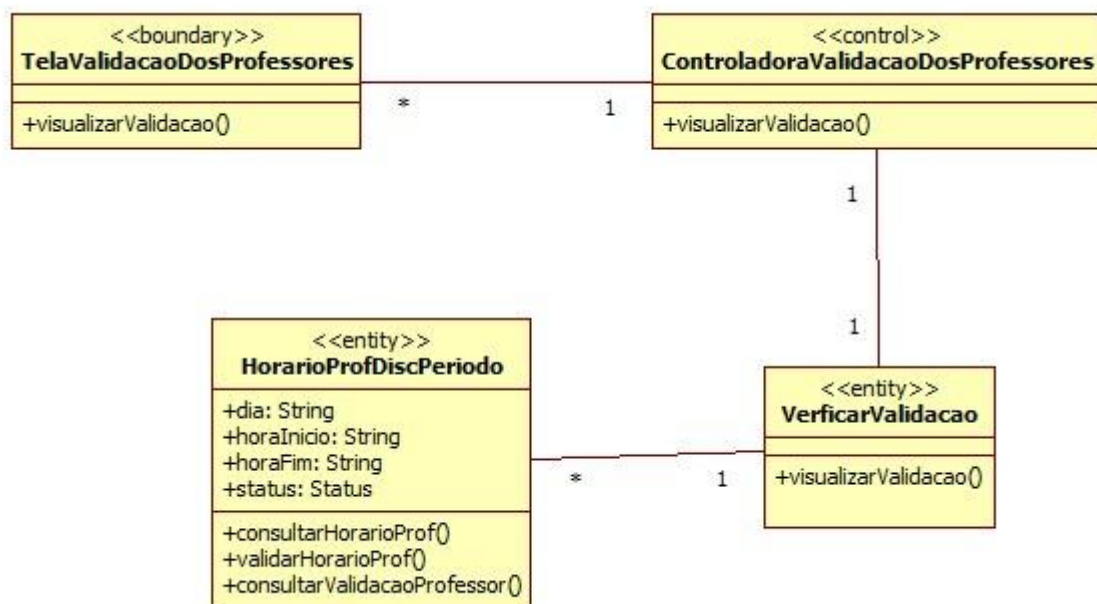 <<boundary>>
TelaValidacaoDosProfessores
+visualizarValidacao()
<<control>>
ControladoraValidacaoDosProfessores
+visualizarValidacao()
*
1
1
1
<<entity>>
HorarioProfDiscPeriodo
+dia: String
+horaInicio: String
+horaFim: String
+status: Status
+consultarHorarioProf()
+validarHorarioProf()
+consultarValidacaoProfessor()
*
1
<<entity>>
VerficarValidacao
+visualizarValidacao()